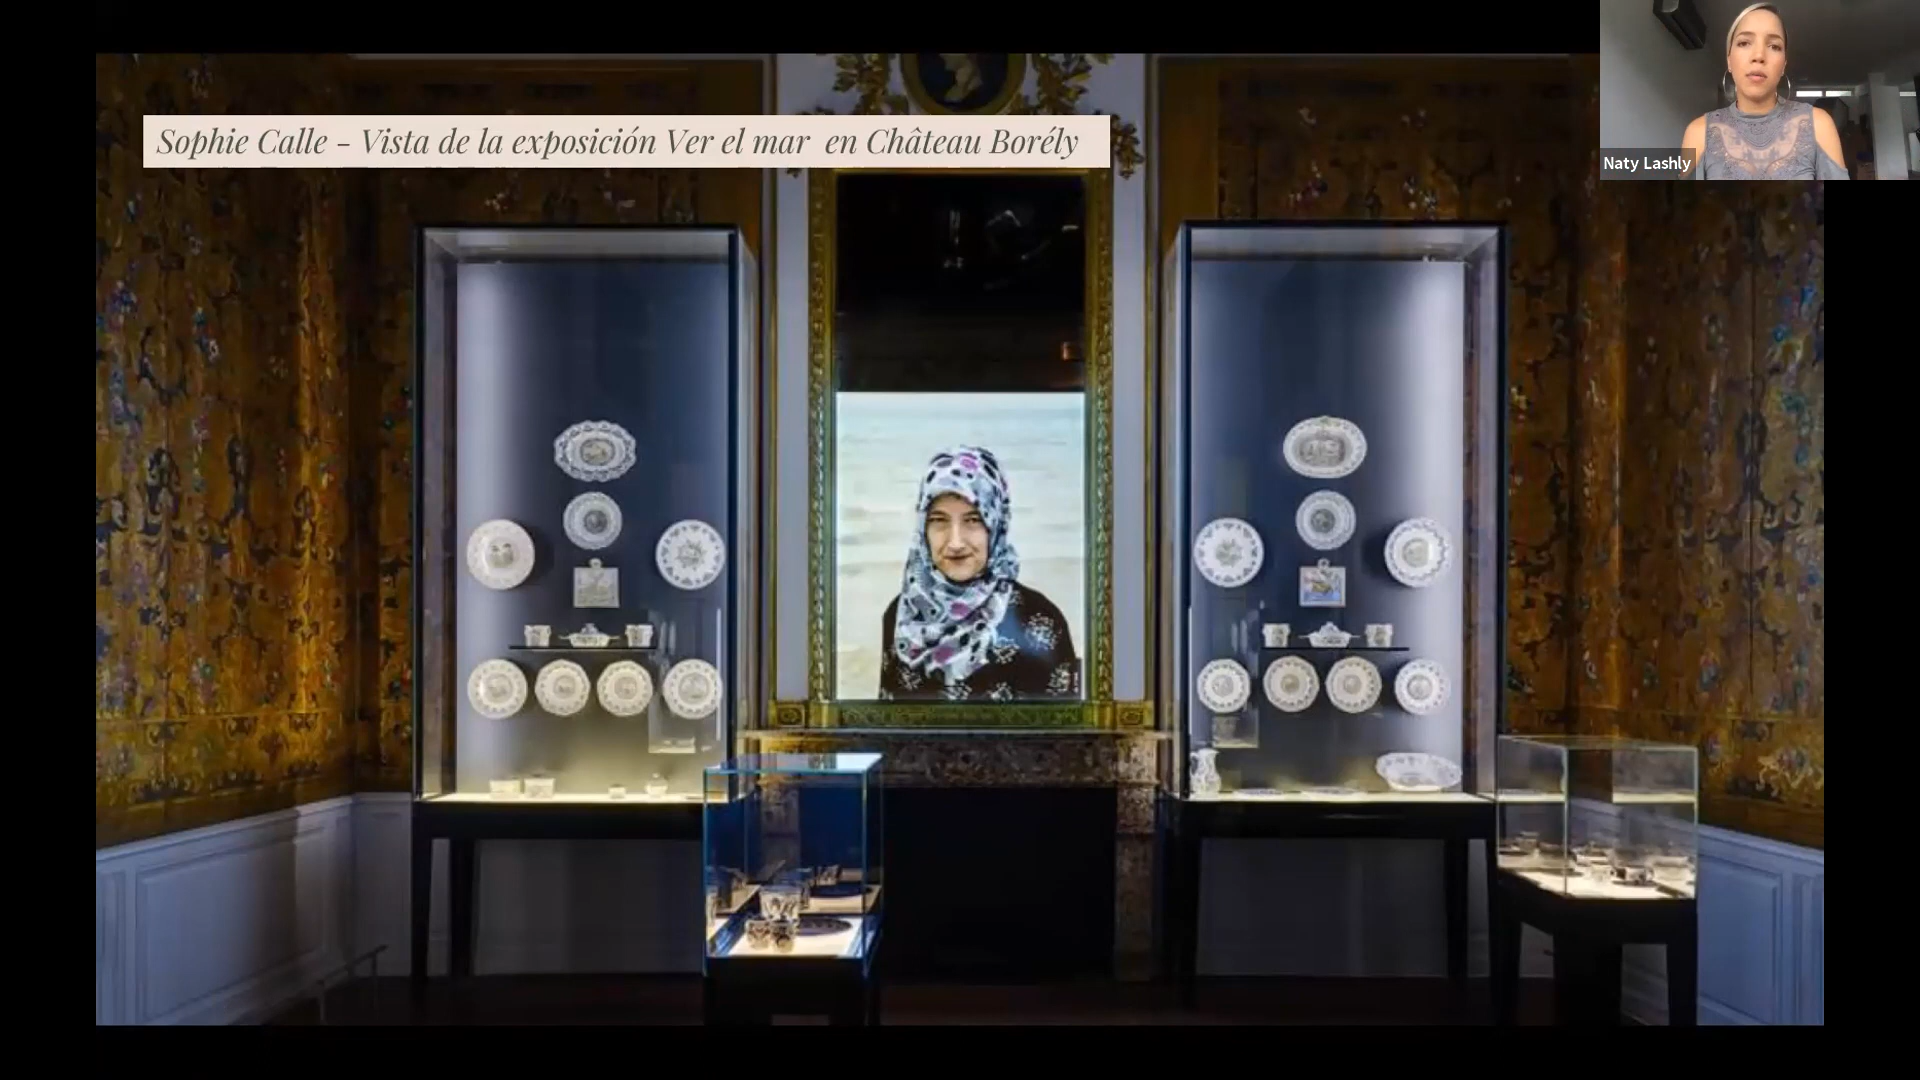 Sophie Calle - Vista de la exposición Ver el mar en Château Borély
Naty Lashly